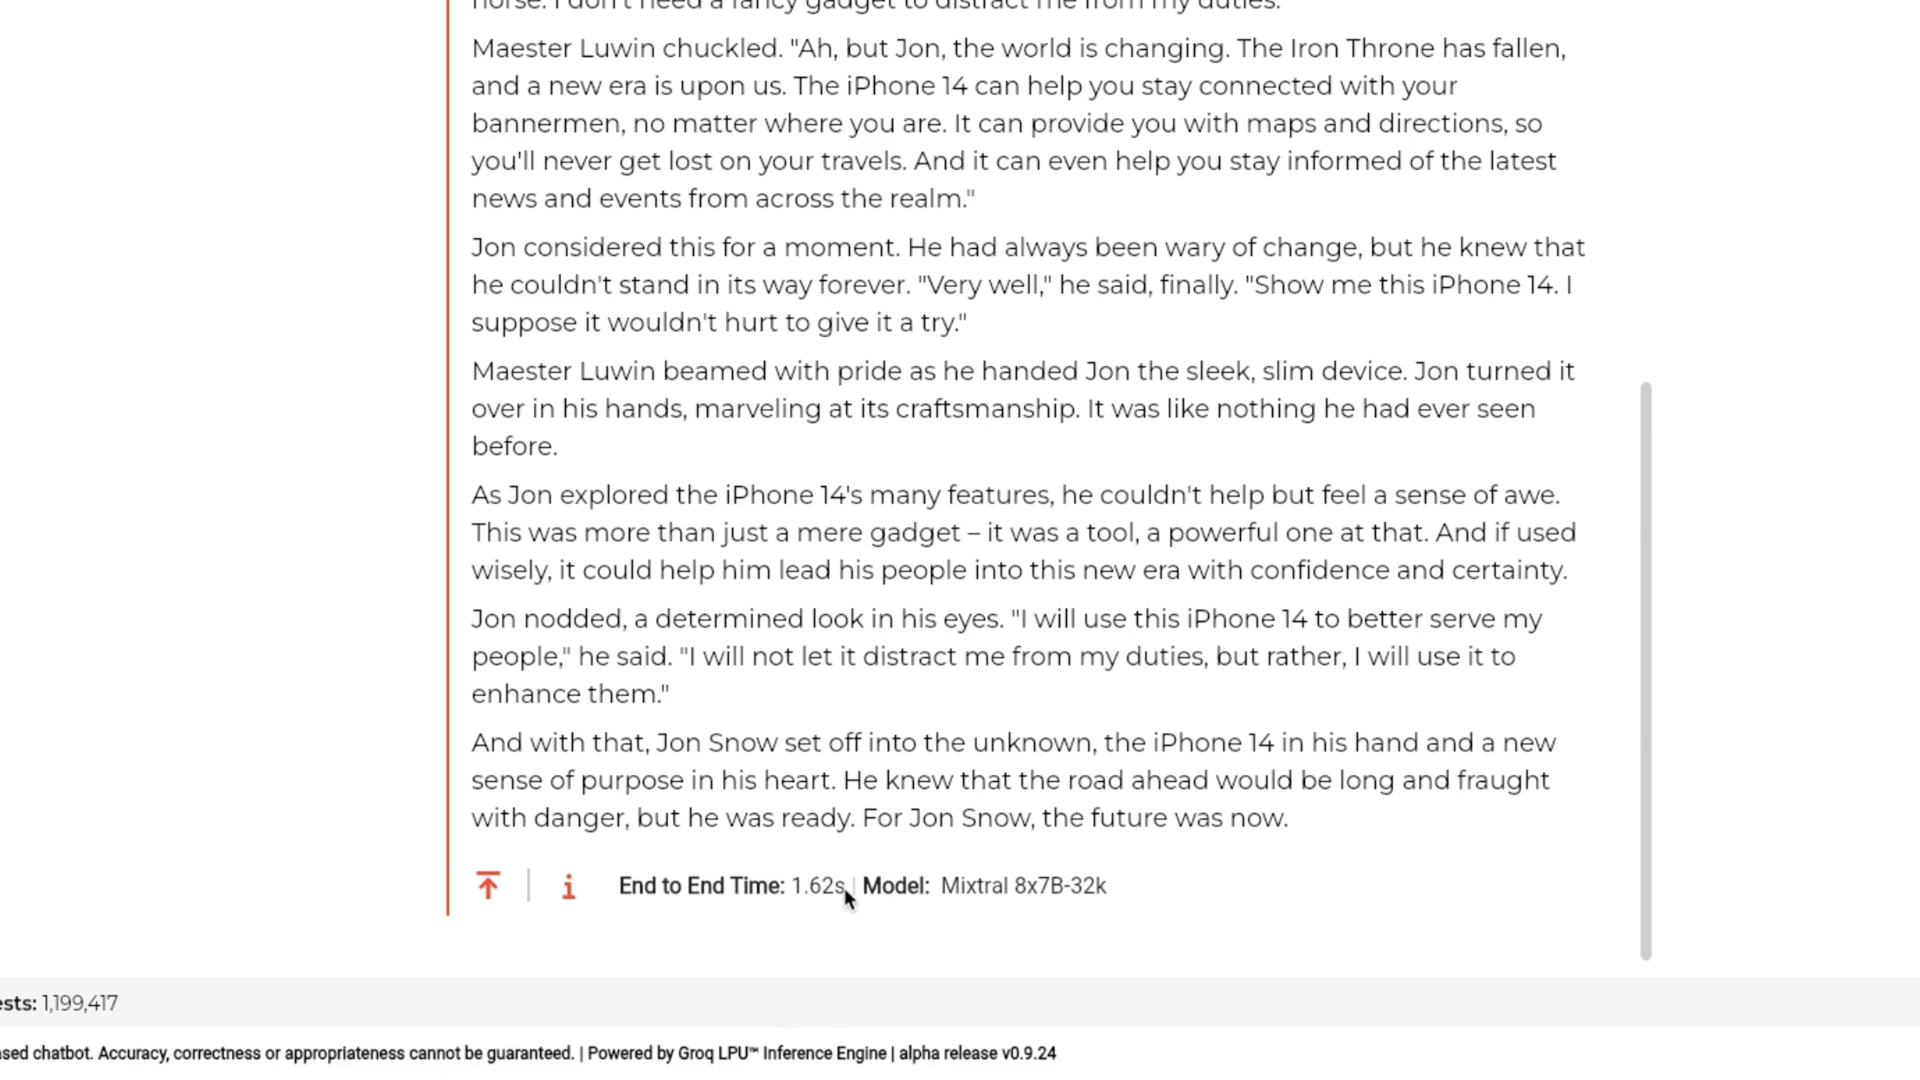 horse. I don't need a fancy gadget to distract me from my duties."
Maester Luwin chuckled. "Ah, but Jon, the world is changing. The Iron Throne has fallen,
and a new era is upon us. The iPhone 14 can help you stay connected with your
bannermen, no matter where you are. It can provide you with maps and directions, so
you'll never get lost on your travels. And it can even help you stay informed of the latest
news and events from across the realm."
Jon considered this for a moment. He had always been wary of change, but he knew that
he couldn't stand in its way forever. "Very well," he said, finally. "Show me this iPhone 14. I
suppose it wouldn't hurt to give it a try."
Maester Luwin beamed with pride as he handed Jon the sleek, slim device. Jon turned it
over in his hands, marveling at its craftsmanship. It was like nothing he had ever seen
before.
As Jon explored the iPhone 14's many features, he couldn't help but feel a sense of awe.
This was more than just a mere gadget – it was a tool, a powerful one at that. And if used
wisely, it could help him lead his people into this new era with confidence and certainty.
Jon nodded, a determined look in his eyes. "I will use this iPhone 14 to better serve my
people," he said. "I will not let it distract me from my duties, but rather, I will use it to
enhance them."
And with that, Jon Snow set off into the unknown, the iPhone 14 in his hand and a new
sense of purpose in his heart. He knew that the road ahead would be long and fraught
with danger, but he was ready. For Jon Snow, the future was now.
End to End Time: 1.62s | Model: Mixtral 8x7B-32k
ests: 1,199,417
ased chatbot. Accuracy, correctness or appropriateness cannot be guaranteed. | Powered by Groq LPU™ Inference Engine | alpha release v0.9.24